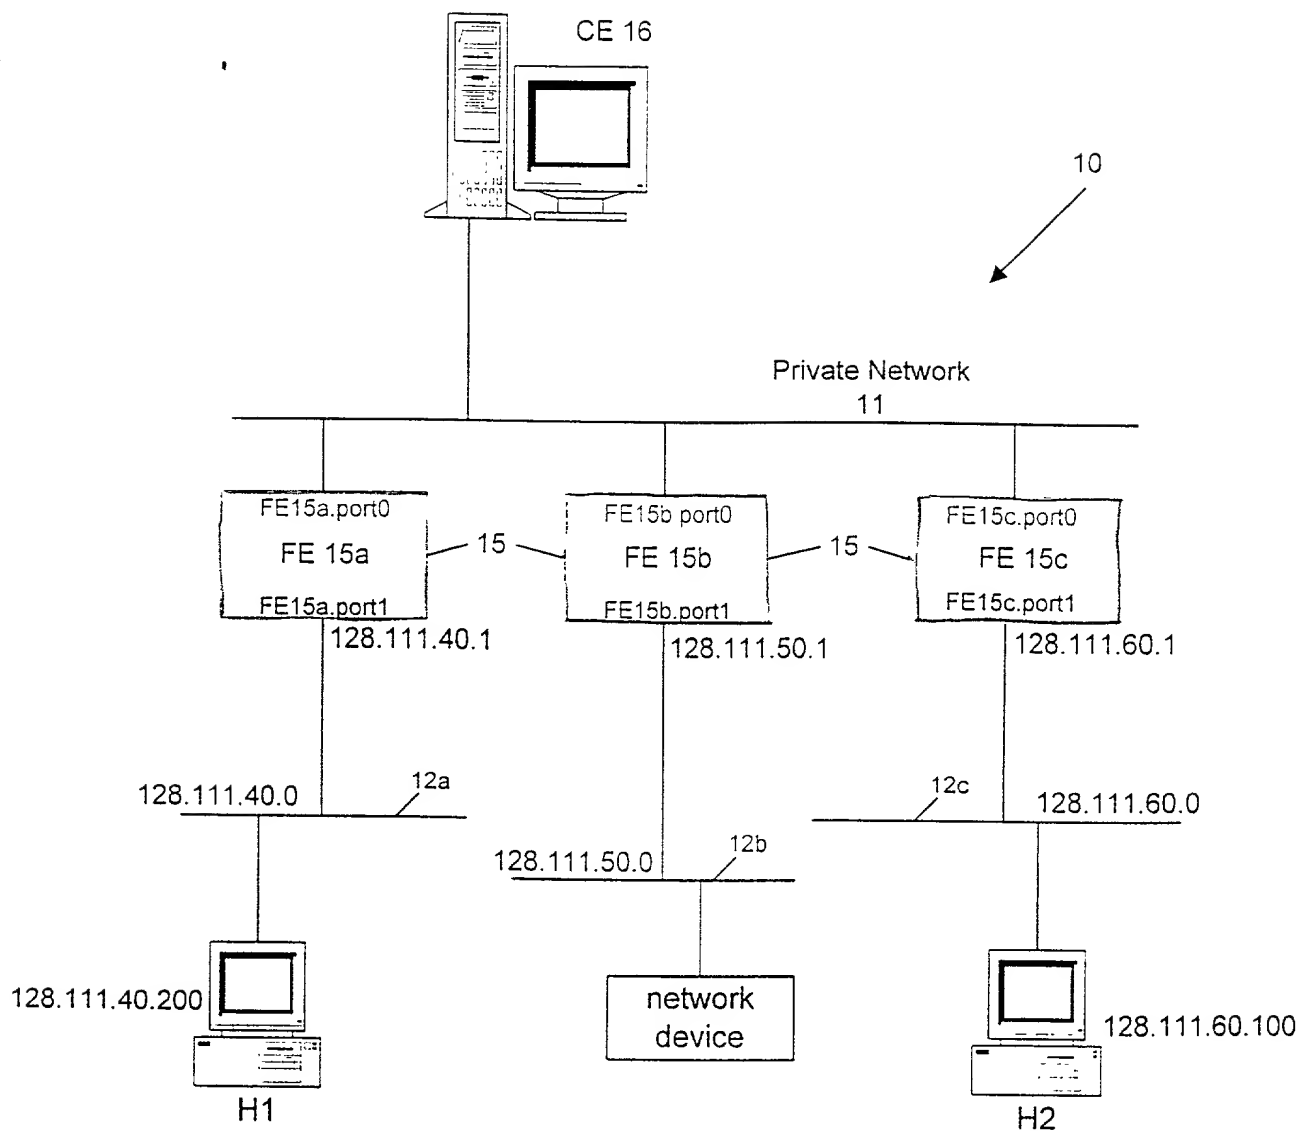 CE 16
10
Private Network
11
FE15a.port0
FE 15a
FE15a.port1
15
FE15b port0
FE 15b
FE15b.port1
15
FE15c.port0
FE 15c
FE15c.port1
128.111.40.1
128.111.50.1
128.111.60.1
128.111.40.0
12a
12c
128.111.60.0
128.111.50.0
12b
128.111.40.200
network
device
128.111.60.100
H1
H2